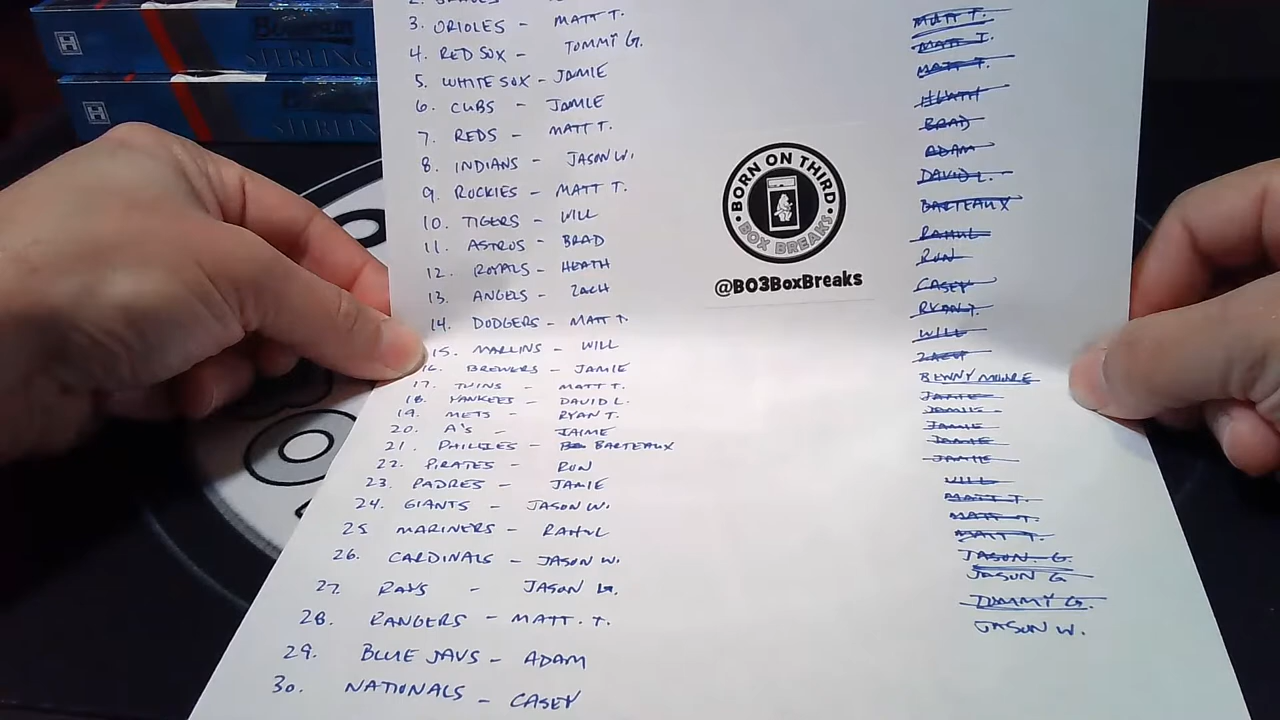 STERLING
STERLING
3. ORIOLES - MATT T.
4. RED SOX - TOMMY G.
5. WHITE SOX - JAMIE
6. CUBS - JAMIE
7. REDS - MATT T.
8. INDIANS - JASON W.
9. ROCKIES - MATT T.
10. TIGERS - WILL
11. ASTROS - BRAD
12. ROYALS - HEATH
13. ANGELS - ZACH
14. DODGERS - MATT T.
15. MARLINS - WILL
16. BREWERS - JAMIE
17. TWINS - MATT T.
18. YANKEES - DAVID L.
19. METS - RYAN T.
20. A'S - JAIME
21. PHILLIES - BARTEAUX
22. PIRATES - RON
23. PADRES - JAMIE
24. GIANTS - JASON W.
25 MARINERS - RAHUL
26. CARDINALS - JASON W.
27. RAYS - JASON G.
28. RANGERS - MATT. T.
29. BLUE JAYS - ADAM
30. NATIONALS - CASEY
BORN ON THIRD
BOX BREAKS
@BO3BoxBreaks
MATT T.
MATT T.
MATT T.
HEATH
BRAD
ADAM
DAVID L.
BARTEAUX
RAHUL
RON
CASEY
RYAN T.
WILL
ZACH
BENNY MOORE
JAMIE
JAMIE
JAMIE
JAMIE
JAMIE
WILL
MATT T.
MATT T.
MATT T.
JASON G.
JASON G
TOMMY G.
JASON W.